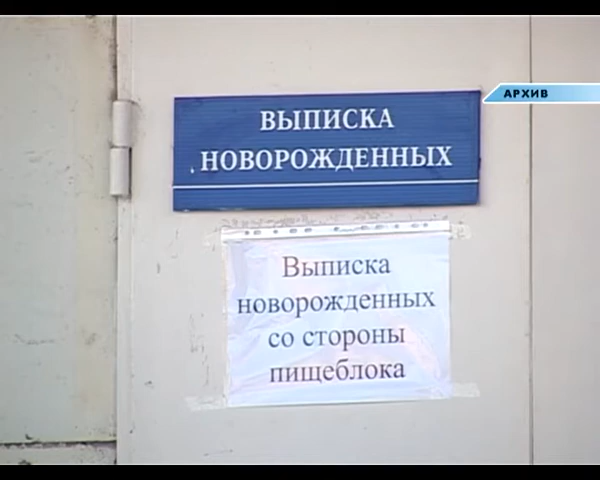 АРХИВ
ВЫПИСКА
НОВОРОЖДЕННЫХ
Выписка
новорожденных
со стороны
пищеблока